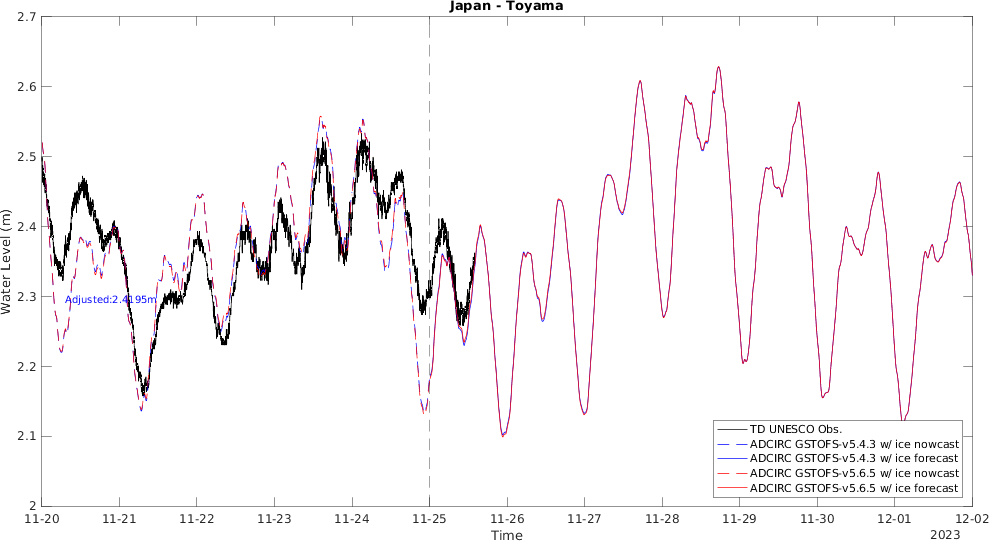 Japan - Toyama
Water Level (m)
2.7
2.6
2.5
2.4
2.3
2.2
2.1
2
Adjusted:2.4195m
TD UNESCO Obs.
ADCIRC GSTOFS-v5.4.3 w/ ice nowcast
ADCIRC GSTOFS-v5.4.3 w/ ice forecast
ADCIRC GSTOFS-v5.6.5 w/ ice nowcast
ADCIRC GSTOFS-v5.6.5 w/ ice forecast
11-20 11-21 11-22 11-23 11-24 11-25 11-26 11-27 11-28 11-29 11-30 12-01 12-02
Time
2023